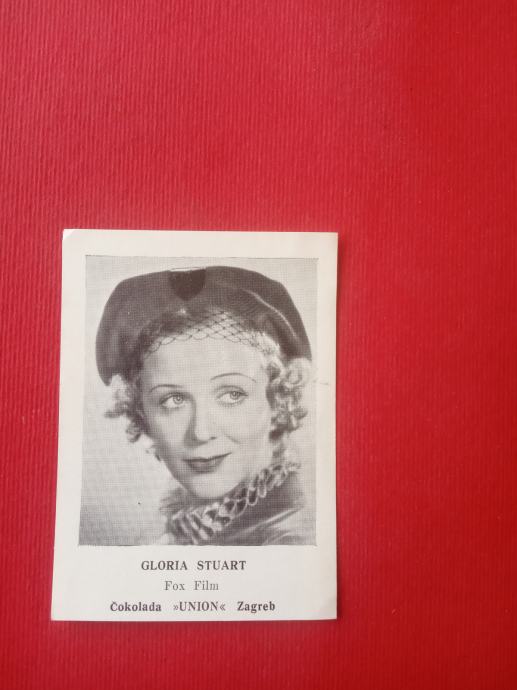 GLORIA STUART
Fox Film
Čokolada »UNION« Zagreb